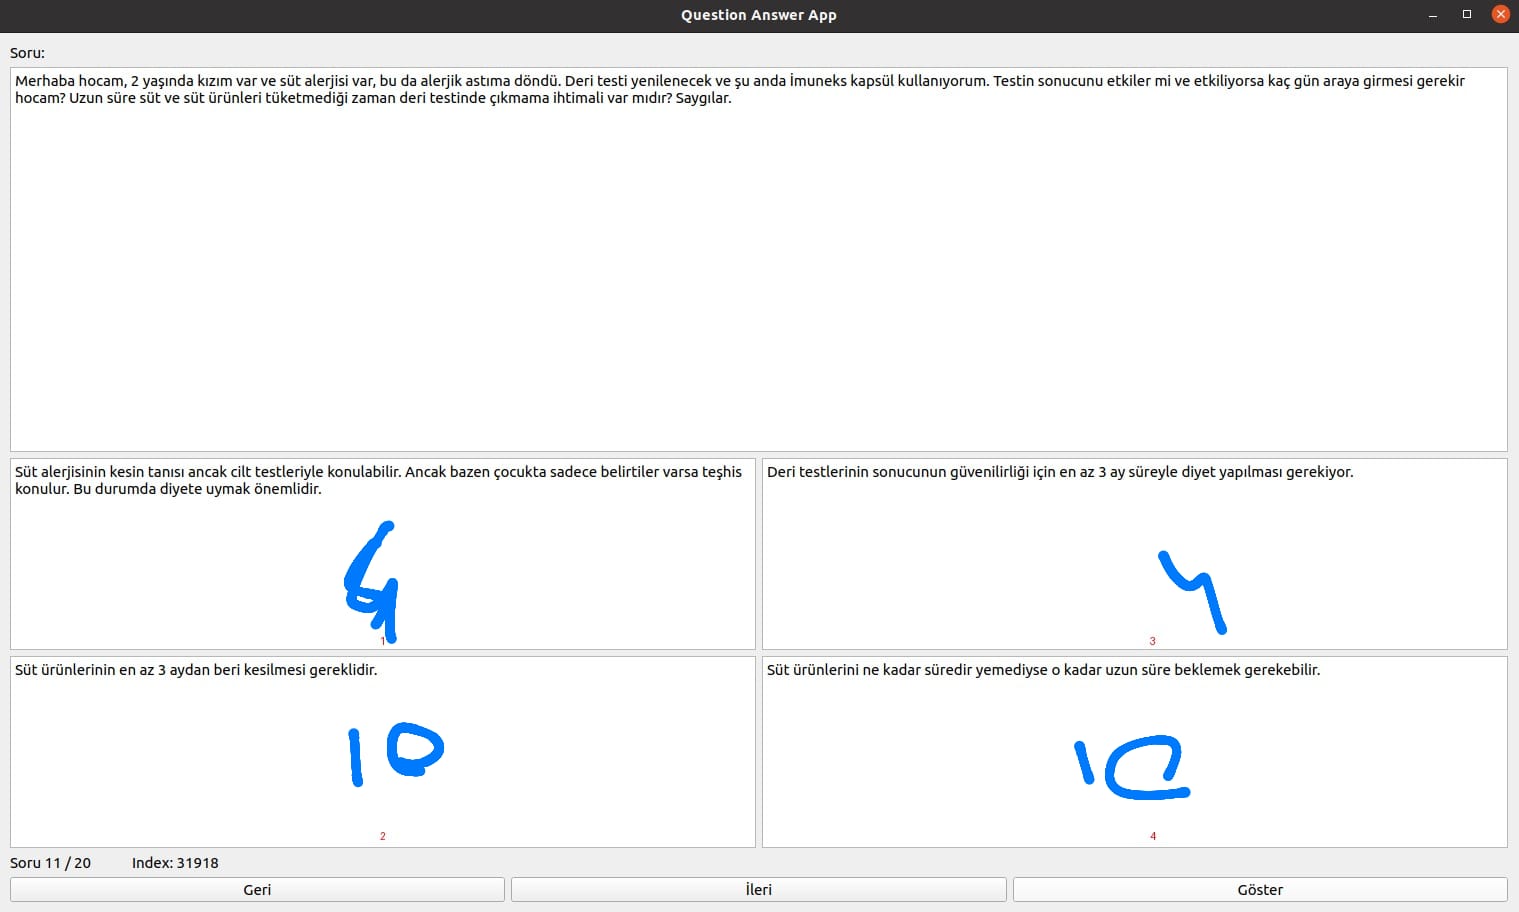 Question Answer App
Soru:
Merhaba hocam, 2 yaşında kızım var ve süt alerjisi var, bu da alerjik astıma döndü. Deri testi yenilenecek ve şu anda İmuneks kapsül kullanıyorum. Testin sonucunu etkiler mi ve etkiliyorsa kaç gün araya girmesi gerekir
hocam? Uzun süre süt ve süt ürünleri tüketmediği zaman deri testinde çıkmama ihtimali var mıdır? Saygılar.
Süt alerjisinin kesin tanısı ancak cilt testleriyle konulabilir. Ancak bazen çocukta sadece belirtiler varsa teşhis
konulur. Bu durumda diyete uymak önemlidir.
1
Deri testlerinin sonucunun güvenilirliği için en az 3 ay süreyle diyet yapılması gerekiyor.
3
Süt ürünlerinin en az 3 aydan beri kesilmesi gereklidir.
10
2
Süt ürünlerini ne kadar süredir yemediyse o kadar uzun süre beklemek gerekebilir.
4
Soru 11 / 20 Index: 31918
Geri İleri Göster